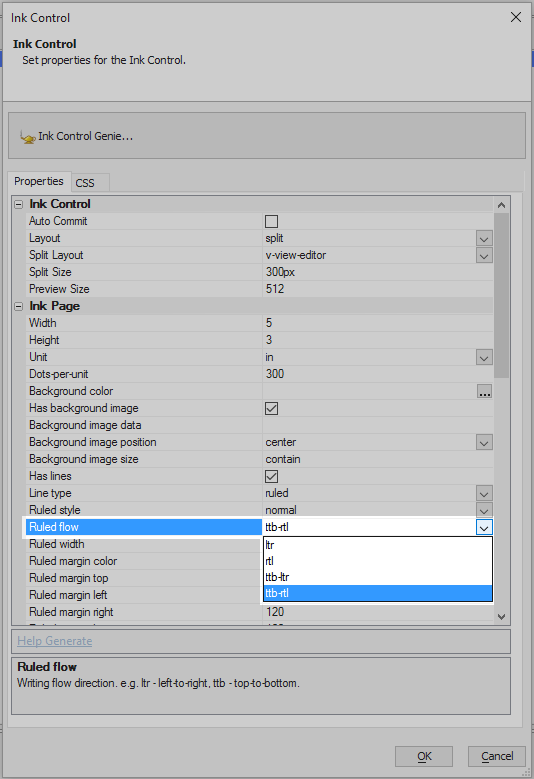 Ink Control
Ink Control
Set properties for the Ink Control.
Ink Control Genie...
Properties CSS
Ink Control
Auto Commit
Layout split
Split Layout v-view-editor
Split Size 300px
Preview Size 512
Ink Page
Width 5
Height 3
Unit in
Dots-per-unit 300
Background color ...
Has background image
Background image data
Background image position center
Background image size contain
Has lines
Line type ruled
Ruled style normal
Ruled flow ttb-rtl
Ruled width ltr
Ruled margin color rtl
Ruled margin top ttb-ltr
Ruled margin left ttb-rtl
Ruled margin right 120
Help Generate
Ruled flow
Writing flow direction. e.g. ltr - left-to-right, ttb - top-to-bottom.
OK Cancel